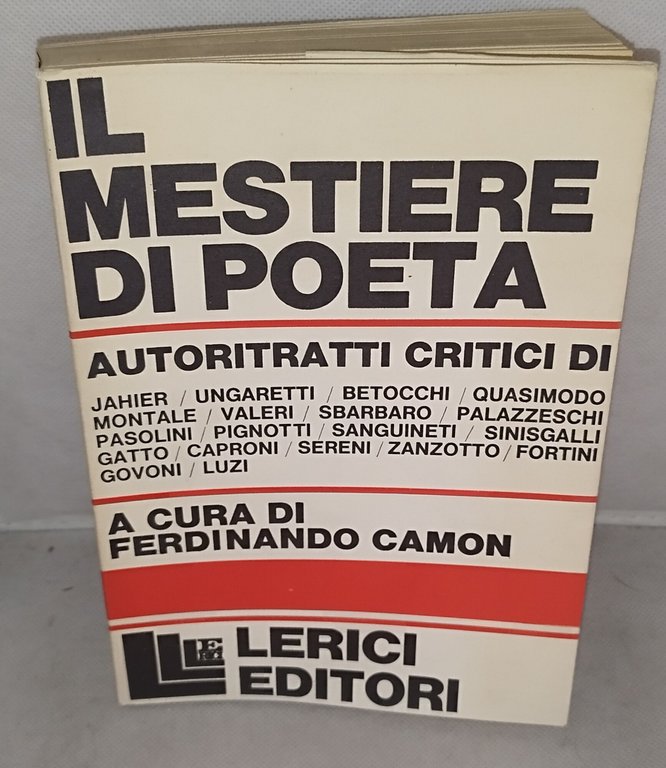 IL
MESTIERE
DI POETA
AUTORITRATTI CRITICI DI
JAHIER / UNGARETTI / BETOCCHI / QUASIMODO
MONTALE / VALERI / SBARBARO / PALAZZESCHI
PASOLINI / PIGNOTTI / SANGUINETI / SINISGALLI
GATTO / CAPRONI / SERENI / ZANZOTTO / FORTINI
GOVONI / LUZI
A CURA DI
FERDINANDO CAMON
LERICI
EDITORI